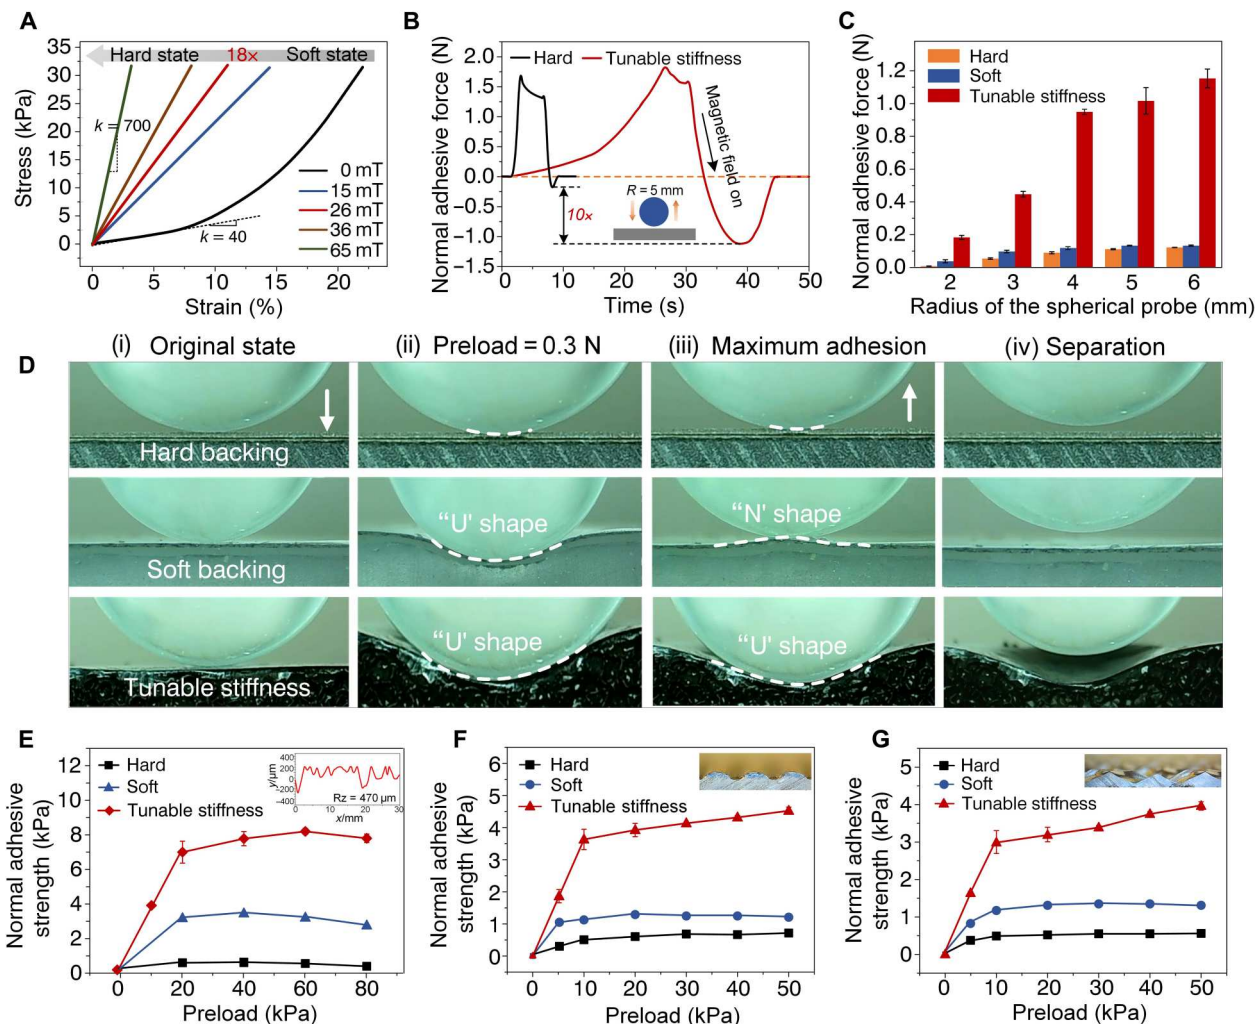 A
35
30
25
20
15
10
5
0
Stress (kPa)
Hard state 18× Soft state
k = 700
k = 40
0 mT
15 mT
26 mT
36 mT
65 mT
0 5 10 15 20
Strain (%)
B
Normal adhesive force (N)
2.0
1.5
1.0
0.5
0.0
−0.5
−1.0
−1.5
Hard Tunable stiffness
Magnetic field on
R = 5 mm
10×
0 10 20 30 40 50
Time (s)
C
Normal adhesive force (N)
1.2
1.0
0.8
0.6
0.4
0.2
0.0
Hard
Soft
Tunable stiffness
2 3 4 5 6
Radius of the spherical probe (mm)
D
(i) Original state
(ii) Preload = 0.3 N
(iii) Maximum adhesion
(iv) Separation
Hard backing
Soft backing
“U' shape
“N' shape
Tunable stiffness
“U' shape
“U' shape
E
Normal adhesive
strength (kPa)
12
10
8
6
4
2
0
Hard
Soft
Tunable stiffness
y/μm
400
200
0
−200
−400
Rz = 470 μm
0 10 20 30
x/mm
0 20 40 60 80
Preload (kPa)
F
Normal adhesive
strength (kPa)
6
5
4
3
2
1
0
Hard
Soft
Tunable stiffness
0 10 20 30 40 50
Preload (kPa)
G
Normal adhesive
strength (kPa)
5
4
3
2
1
0
Hard
Soft
Tunable stiffness
0 10 20 30 40 50
Preload (kPa)